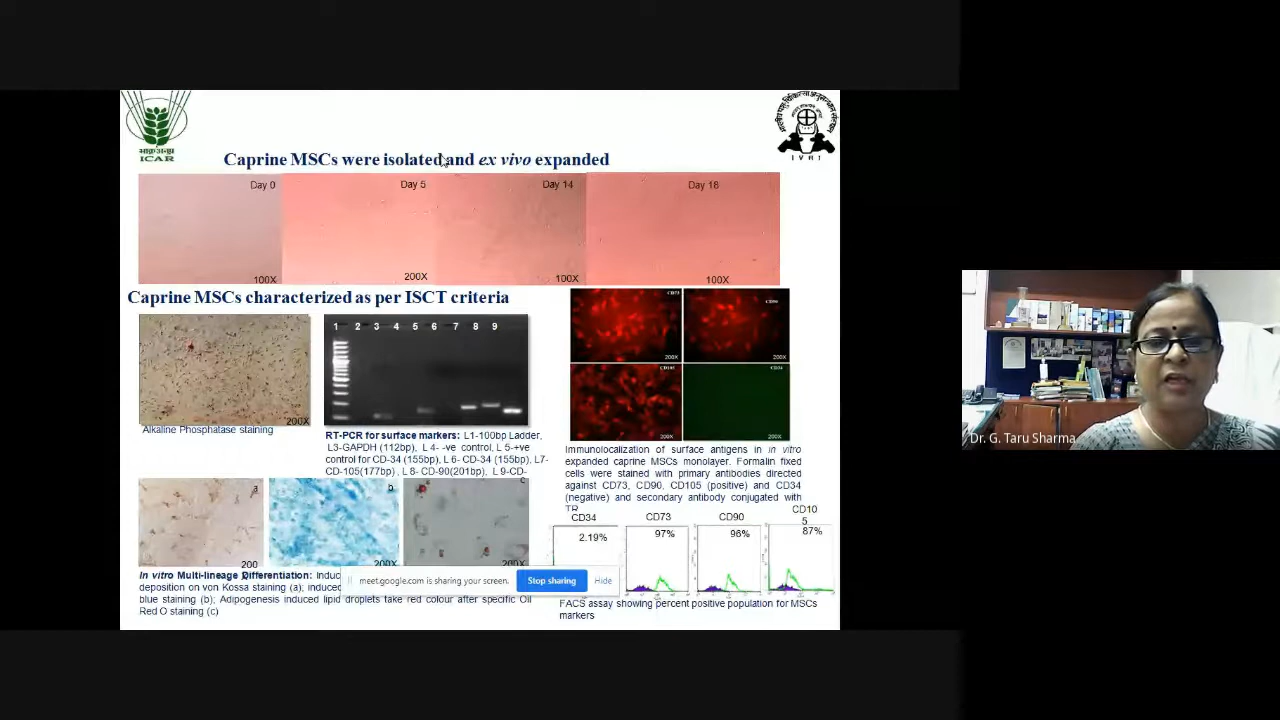 भाकृअनुप
ICAR
I V R I
Caprine MSCs were isolated and ex vivo expanded
Day 0
Day 5
Day 14
Day 18
100X
200X
100X
100X
Caprine MSCs characterized as per ISCT criteria
1 2 3 4 5 6 7 8 9
200X
Alkaline Phosphatase staining
RT-PCR for surface markers: L1-100bp Ladder,
L3-GAPDH (112bp), L 4- -ve control, L 5-+ve
control for CD-34 (155bp), L 6- CD-34 (155bp), L7-
CD-105(177bp), L 8- CD-90(201bp), L 9-CD-
CD73
200X
CD90
200X
CD105
200X
CD34
200X
Immunolocalization of surface antigens in in vitro
expanded caprine MSCs monolayer. Formalin fixed
cells were stained with primary antibodies directed
against CD73, CD90, CD105 (positive) and CD34
(negative) and secondary antibody conjugated with
TR
a
200
b
200X
c
200X
In vitro Multi-lineage Differentiation: Induc
deposition on von Kossa staining (a); induced
blue staining (b); Adipogenesis induced lipid droplets take red colour after specific Oil
Red O staining (c)
CD34
2.19%
CD73
97%
CD90
96%
CD10
5
87%
FACS assay showing percent positive population for MSCs
markers
meet.google.com is sharing your screen.
Stop sharing
Hide
Dr. G. Taru Sharma